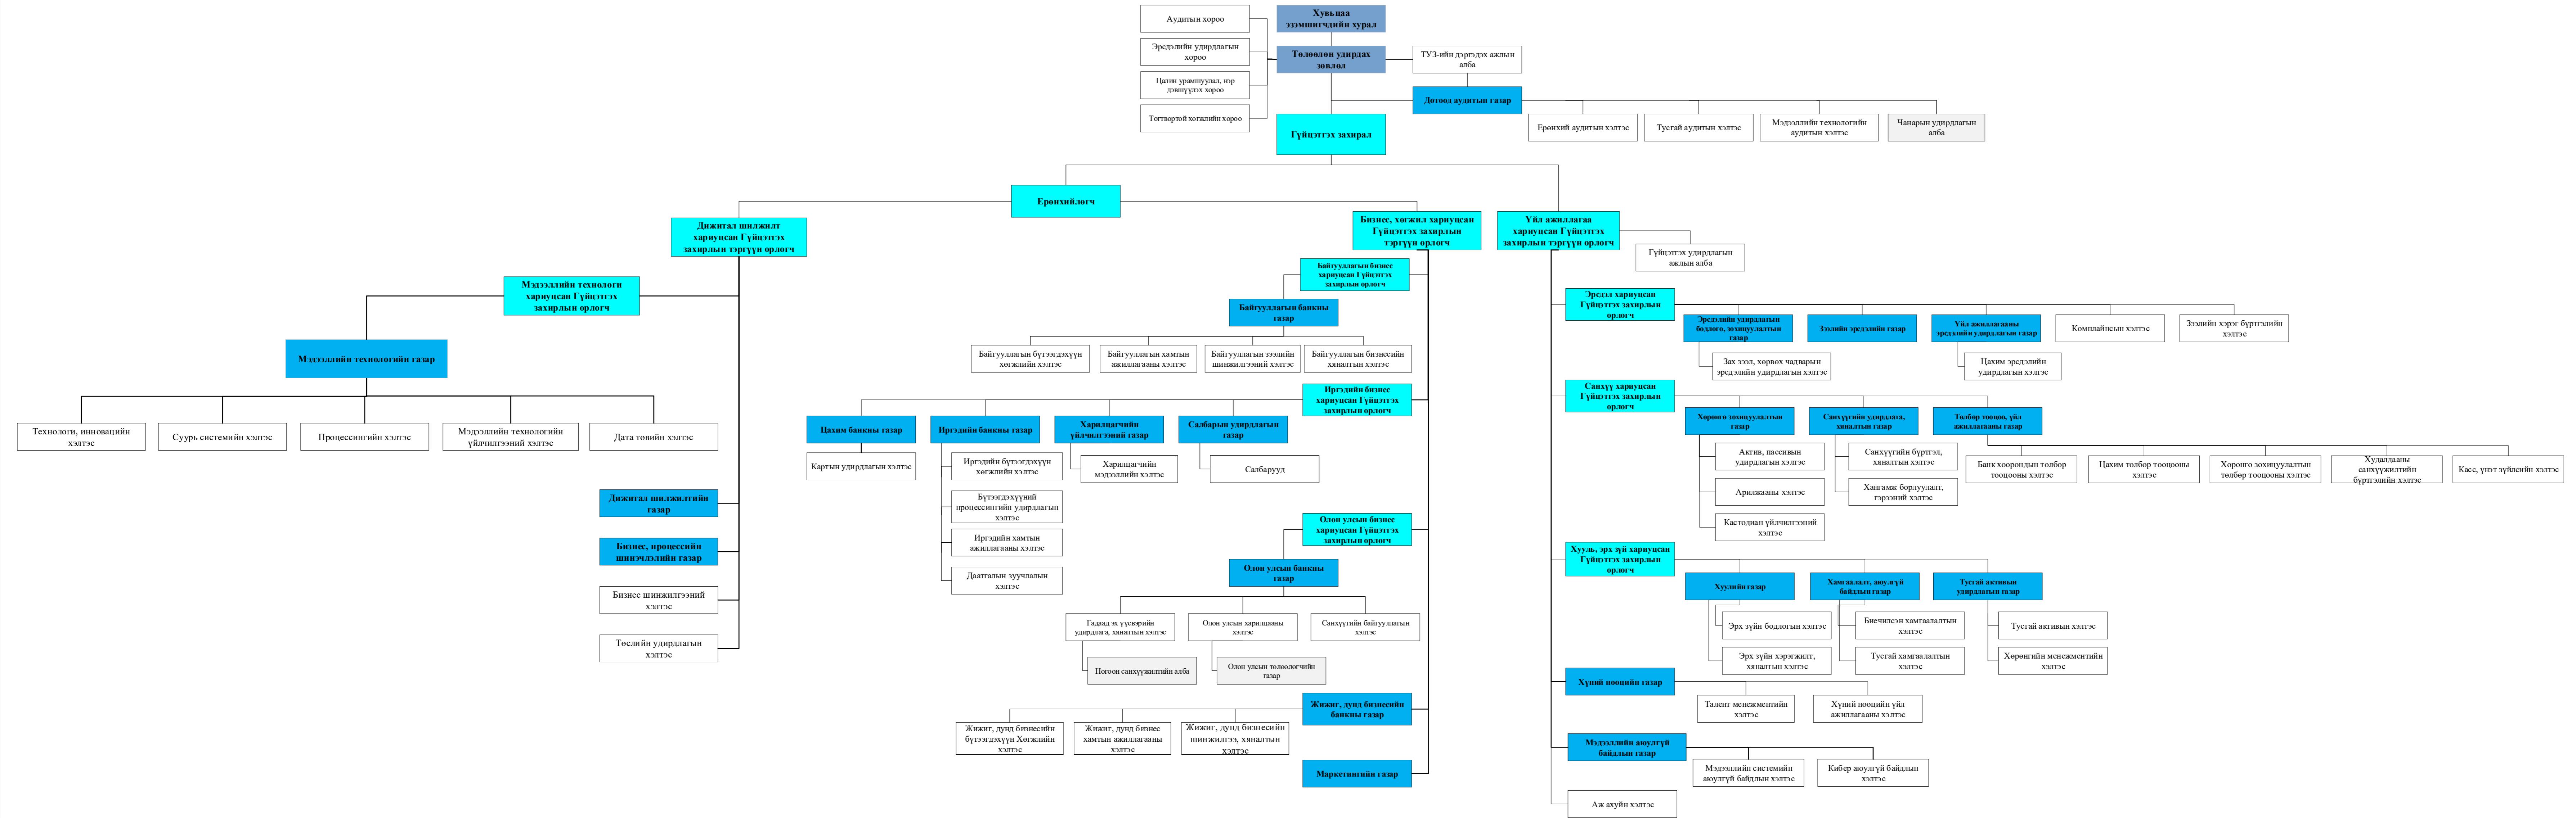 Аудитын хороо
Эрсдэлийн удирдлагын
хороо
Цалин урамшуулал, нэр
дэвшүүлэх хороо
Тогтвортой хөгжлийн хороо
Хувьцаа
эзэмшигчдийн хурал
Төлөөлөн удирдах
зөвлөл
ТУЗ-ийн дэргэдэх ажлын
алба
Дотоод аудитын газар
Ерөнхий аудитын хэлтэс
Тусгай аудитын хэлтэс
Мэдээллийн технологийн
аудитын хэлтэс
Чанарын удирдлагын
алба
Гүйцэтгэх захирал
Ерөнхийлөгч
Дижитал шилжилт
хариуцсан Гүйцэтгэх
захирлын тэргүүн орлогч
Мэдээллийн технологи
хариуцсан Гүйцэтгэх
захирлын орлогч
Мэдээллийн технологийн газар
Технологи, инновацийн
хэлтэс
Суурь системийн хэлтэс
Процессингийн хэлтэс
Мэдээллийн технологийн
үйлчилгээний хэлтэс
Дата төвийн хэлтэс
Дижитал шилжилтийн
газар
Бизнес, процессийн
шинэчлэлийн газар
Бизнес шинжилгээний
хэлтэс
Төслийн удирдлагын
хэлтэс
Бизнес, хөгжил хариуцсан
Гүйцэтгэх захирлын
тэргүүн орлогч
Байгууллагын бизнес
хариуцсан Гүйцэтгэх
захирлын орлогч
Байгууллагын банкны
газар
Байгууллагын бүтээгдэхүүн
хөгжлийн хэлтэс
Байгууллагын хамтын
ажиллагааны хэлтэс
Байгууллагын зээлийн
шинжилгээний хэлтэс
Байгууллагын бизнесийн
хяналтын хэлтэс
Иргэдийн бизнес
хариуцсан Гүйцэтгэх
захирлын орлогч
Цахим банкны газар
Картын удирдлагын хэлтэс
Иргэдийн банкны газар
Иргэдийн бүтээгдэхүүн
хөгжлийн хэлтэс
Бүтээгдэхүүний
процессингийн удирдлагын
хэлтэс
Иргэдийн хамтын
ажиллагааны хэлтэс
Даатгалын зуучлалын
хэлтэс
Харилцагчийн
үйлчилгээний газар
Харилцагчийн
мэдээллийн хэлтэс
Салбарын удирдлагын
газар
Салбарууд
Олон улсын бизнес
хариуцсан Гүйцэтгэх
захирлын орлогч
Олон улсын банкны
газар
Гадаад эх үүсвэрийн
удирдлага, хяналтын хэлтэс
Ногоон санхүүжилтийн алба
Олон улсын харилцааны
хэлтэс
Олон улсын төлөөлөгчийн
газар
Санхүүгийн байгууллагын
хэлтэс
Жижиг, дунд бизнесийн
банкны газар
Жижиг, дунд бизнесийн
бүтээгдэхүүн Хөгжлийн
хэлтэс
Жижиг, дунд бизнес
хамтын ажиллагааны
хэлтэс
Жижиг, дунд бизнесийн
шинжилгээ, хяналтын
хэлтэс
Маркетингийн газар
Үйл ажиллагаа
хариуцсан Гүйцэтгэх
захирлын тэргүүн орлогч
Гүйцэтгэх удирдлагын
ажлын алба
Эрсдэл хариуцсан
Гүйцэтгэх захирлын
орлогч
Эрсдэлийн удирдлагын
бодлого, зохицуулалтын
газар
Зах зээл, хөрвөх чадварын
эрсдэлийн удирдлагын хэлтэс
Зээлийн эрсдэлийн газар
Үйл ажиллагааны
эрсдэлийн удирдлагын газар
Цахим эрсдэлийн
удирдлагын хэлтэс
Комплайнсын хэлтэс
Зээлийн хэрэг бүртгэлийн
хэлтэс
Санхүү хариуцсан
Гүйцэтгэх захирлын
орлогч
Хөрөнгө зохицуулалтын
газар
Актив, пассивын
удирдлагын хэлтэс
Арилжааны хэлтэс
Кастодиан үйлчилгээний
хэлтэс
Санхүүгийн удирдлага,
хяналтын газар
Санхүүгийн бүртгэл,
хяналтын хэлтэс
Хангамж борлуулалт,
гэрээний хэлтэс
Төлбөр тооцоо, үйл
ажиллагааны газар
Банк хоорондын төлбөр
тооцооны хэлтэс
Цахим төлбөр тооцооны
хэлтэс
Хөрөнгө зохицуулалтын
төлбөр тооцооны хэлтэс
Худалдааны
санхүүжилтийн
бүртгэлийн хэлтэс
Касс, үнэт зүйлсийн хэлтэс
Хууль, эрх зүй хариуцсан
Гүйцэтгэх захирлын
орлогч
Хуулийн газар
Эрх зүйн бодлогын хэлтэс
Эрх зүйн хэрэгжилт,
хяналтын хэлтэс
Хамгаалалт, аюулгүй
байдлын газар
Биечилсэн хамгаалалтын
хэлтэс
Тусгай хамгаалалтын
хэлтэс
Тусгай активын
удирдлагын газар
Тусгай активын хэлтэс
Хөрөнгийн менежментийн
хэлтэс
Хүний нөөцийн газар
Талент менежментийн
хэлтэс
Хүний нөөцийн үйл
ажиллагааны хэлтэс
Мэдээллийн аюулгүй
байдлын газар
Мэдээллийн системийн
аюулгүй байдлын хэлтэс
Кибер аюулгүй байдлын
хэлтэс
Аж ахуйн хэлтэс